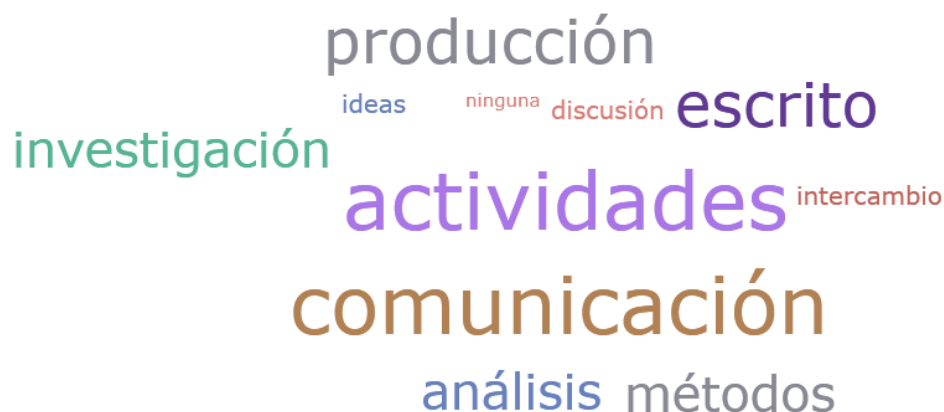 producción
ideas ninguna discusión escrito
investigación
actividades intercambio
comunicación
análisis métodos